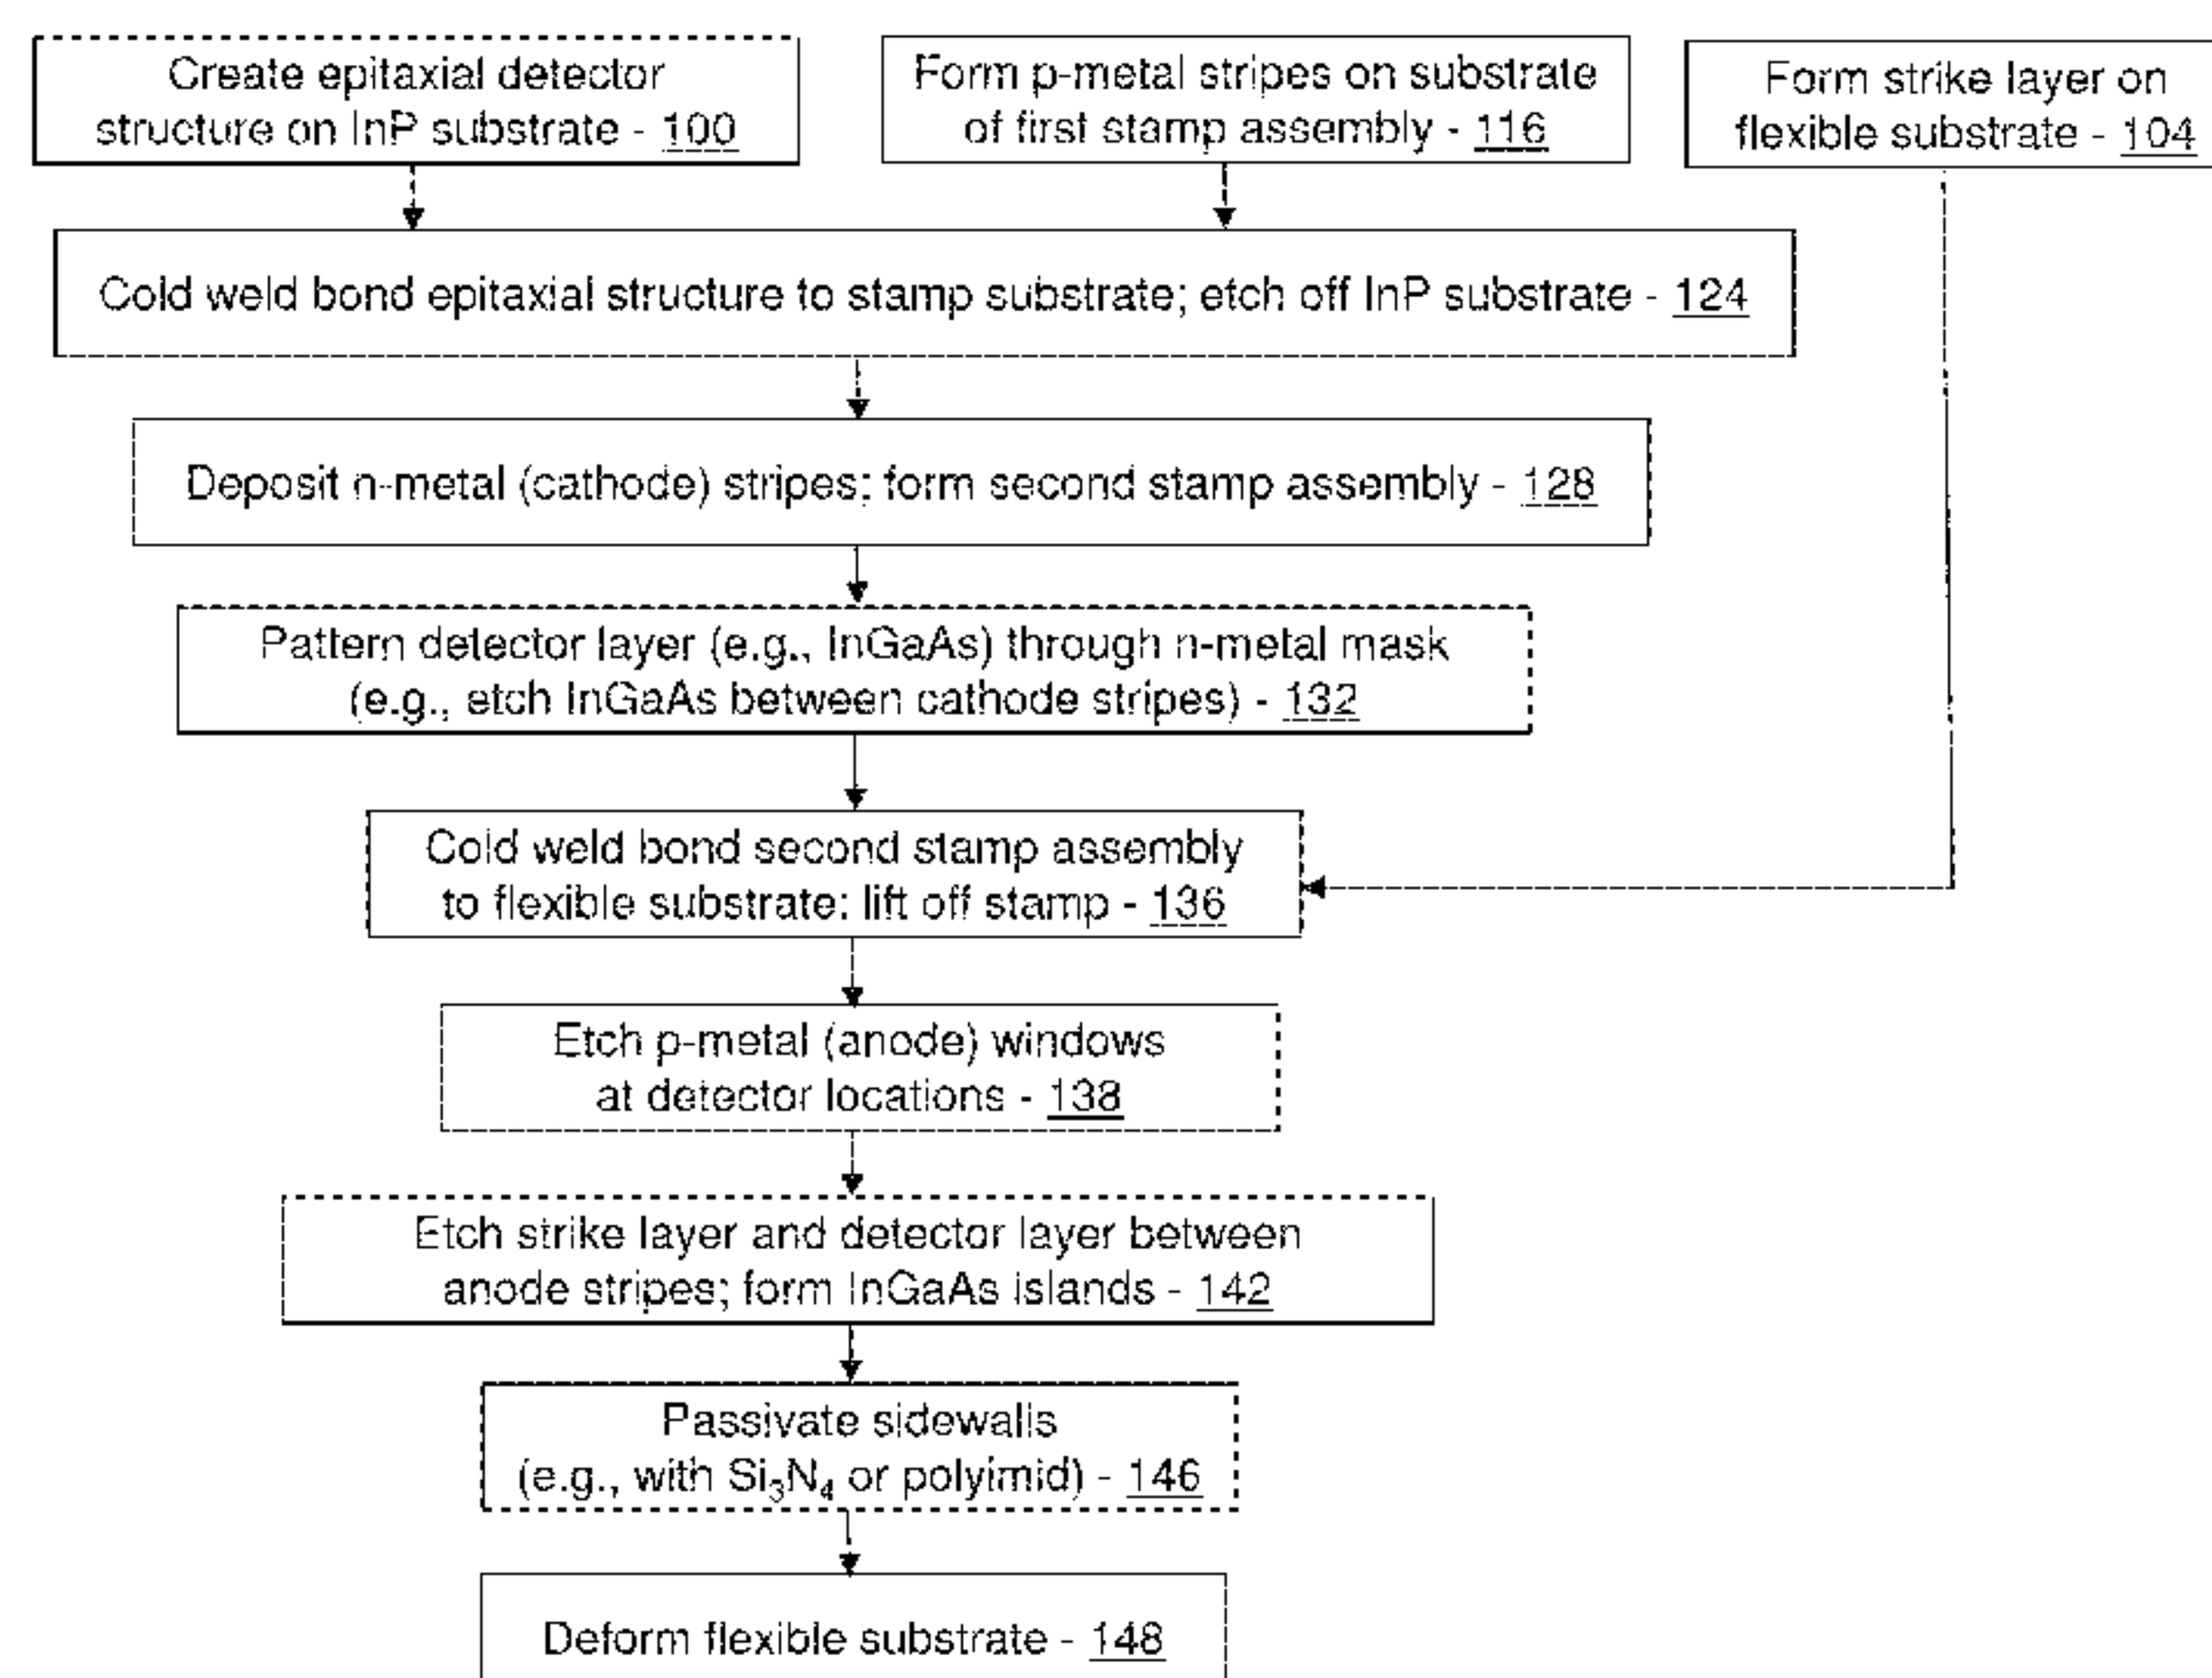 Create epitaxial detector
structure on InP substrate - 100
Form p-metal stripes on substrate
of first stamp assembly - 116
Form strike layer on
flexible substrate - 104
Cold weld bond epitaxial structure to stamp substrate; etch off InP substrate - 124
Deposit n-metal (cathode) stripes; form second stamp assembly - 128
Pattern detector layer (e.g., InGaAs) through n-metal mask
(e.g., etch InGaAs between cathode stripes) - 132
Cold weld bond second stamp assembly
to flexible substrate; lift off stamp - 136
Etch p-metal (anode) windows
at detector locations - 138
Etch strike layer and detector layer between
anode stripes; form InGaAs islands - 142
Passivate sidewalls
(e.g., with Si₃N₄ or polyimid) - 146
Deform flexible substrate - 148